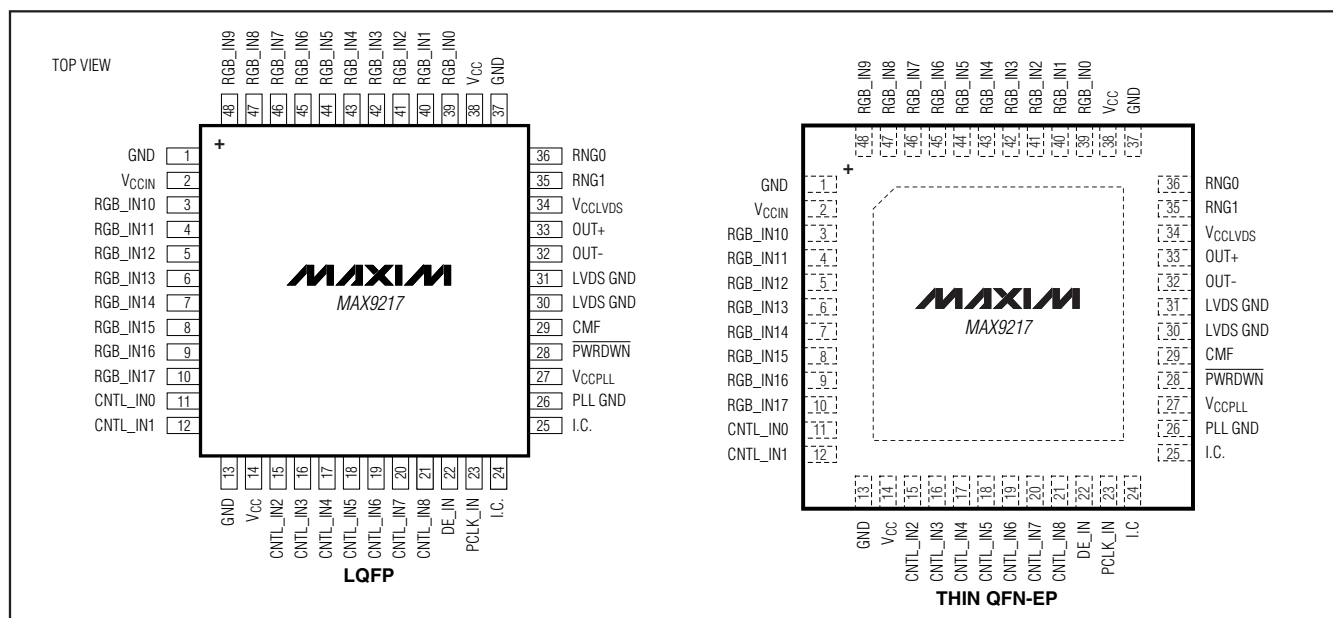 TOP VIEW
RGB_IN9
RGB_IN8
RGB_IN7
RGB_IN6
RGB_IN5
RGB_IN4
RGB_IN3
RGB_IN2
RGB_IN1
RGB_IN0
VCC
GND
48
47
46
45
44
43
42
41
40
39
38
37
+
GND 1
VCCIN 2
RGB_IN10 3
RGB_IN11 4
RGB_IN12 5
RGB_IN13 6
RGB_IN14 7
RGB_IN15 8
RGB_IN16 9
RGB_IN17 10
CNTL_IN0 11
CNTL_IN1 12
MAXIM
MAX9217
36 RNG0
35 RNG1
34 VCCLVDS
33 OUT+
32 OUT-
31 LVDS GND
30 LVDS GND
29 CMF
28 PWRDWN
27 VCCPLL
26 PLL GND
25 I.C.
13
14
15
16
17
18
19
20
21
22
23
24
GND
VCC
CNTL_IN2
CNTL_IN3
CNTL_IN4
CNTL_IN5
CNTL_IN6
CNTL_IN7
CNTL_IN8
DE_IN
PCLK_IN
I.C.
LQFP
RGB_IN9
RGB_IN8
RGB_IN7
RGB_IN6
RGB_IN5
RGB_IN4
RGB_IN3
RGB_IN2
RGB_IN1
RGB_IN0
VCC
GND
48
47
46
45
44
43
42
41
40
39
38
37
+
GND 1
VCCIN 2
RGB_IN10 3
RGB_IN11 4
RGB_IN12 5
RGB_IN13 6
RGB_IN14 7
RGB_IN15 8
RGB_IN16 9
RGB_IN17 10
CNTL_IN0 11
CNTL_IN1 12
MAXIM
MAX9217
36 RNG0
35 RNG1
34 VCCLVDS
33 OUT+
32 OUT-
31 LVDS GND
30 LVDS GND
29 CMF
28 PWRDWN
27 VCCPLL
26 PLL GND
25 I.C.
13
14
15
16
17
18
19
20
21
22
23
24
GND
VCC
CNTL_IN2
CNTL_IN3
CNTL_IN4
CNTL_IN5
CNTL_IN6
CNTL_IN7
CNTL_IN8
DE_IN
PCLK_IN
I.C
THIN QFN-EP